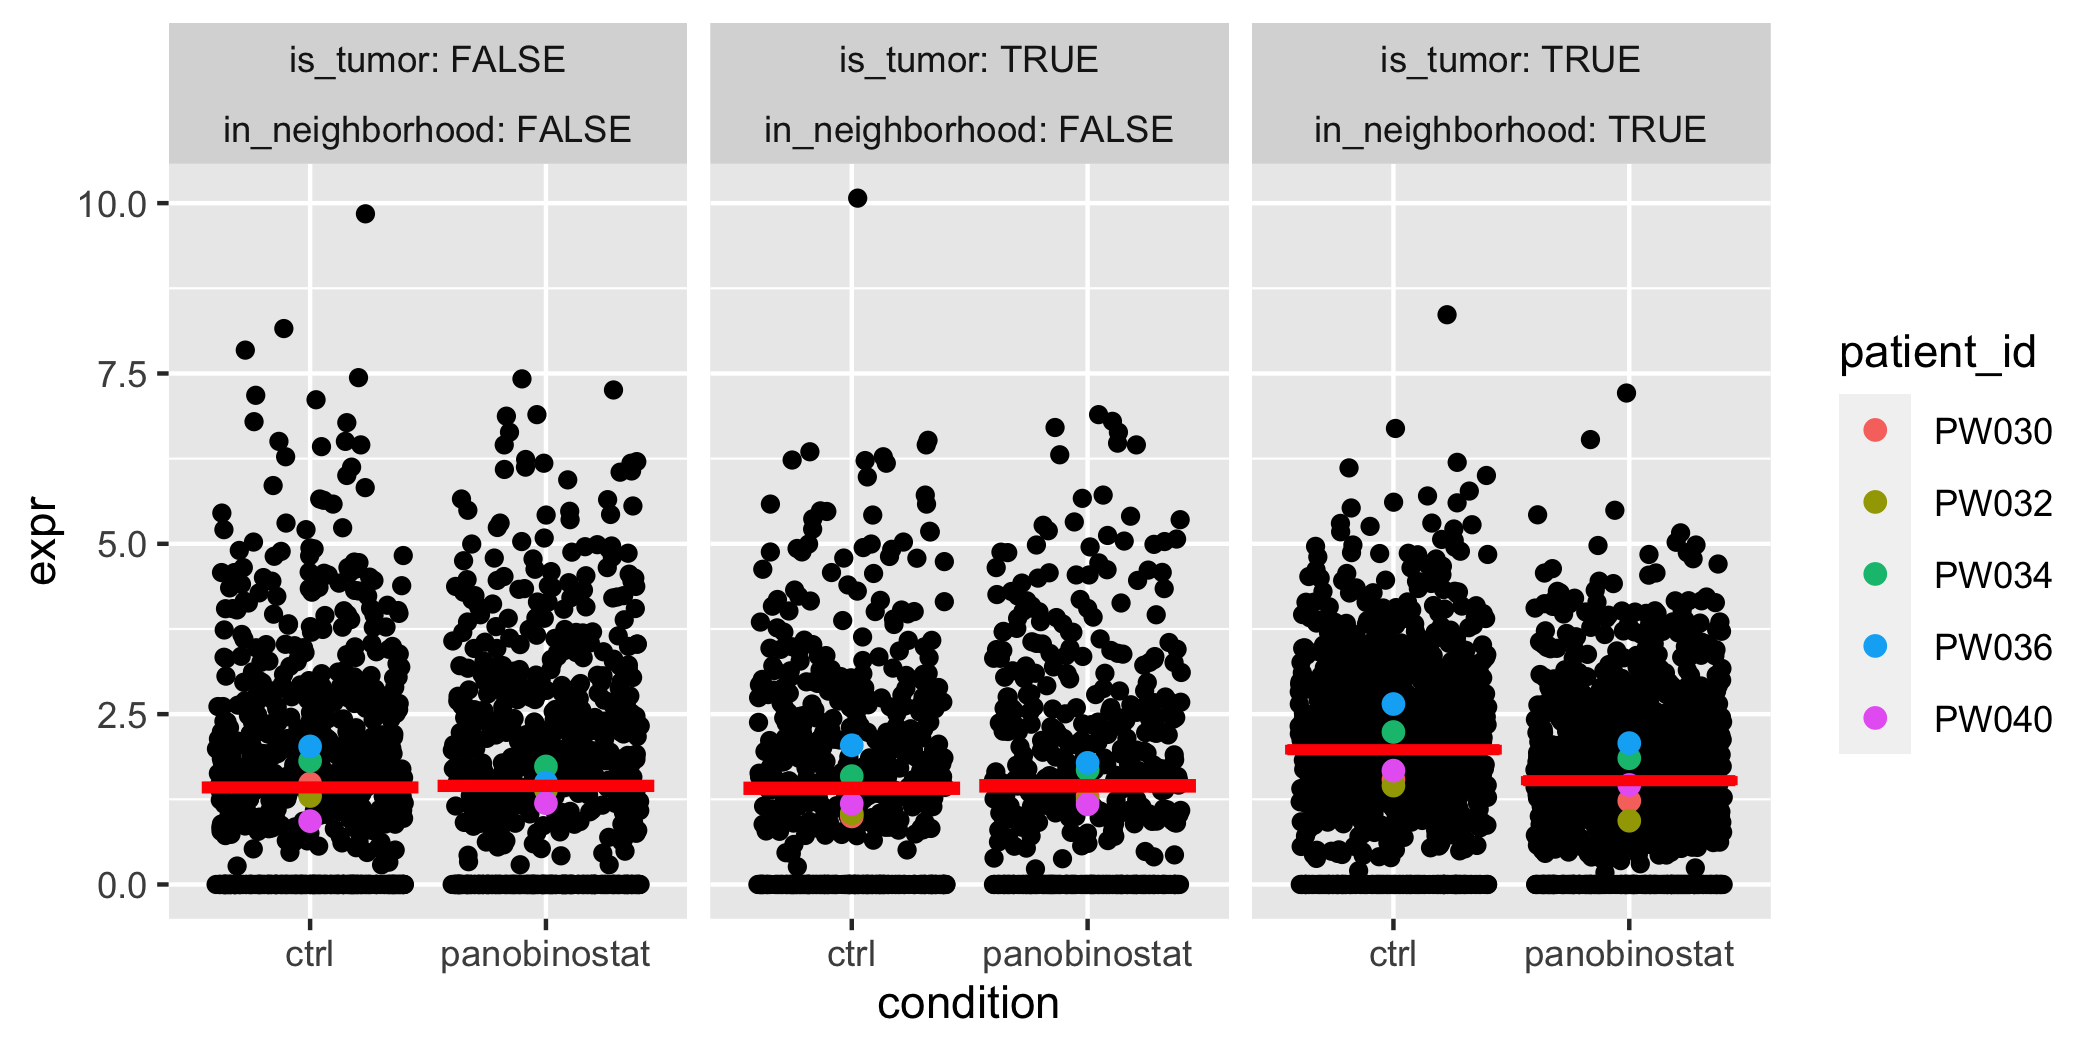 is_tumor: FALSE
in_neighborhood: FALSE
is_tumor: TRUE
in_neighborhood: FALSE
is_tumor: TRUE
in_neighborhood: TRUE
expr
10.0
7.5
5.0
2.5
0.0
ctrl
panobinostat
ctrl
panobinostat
ctrl
panobinostat
condition
patient_id
PW030
PW032
PW034
PW036
PW040